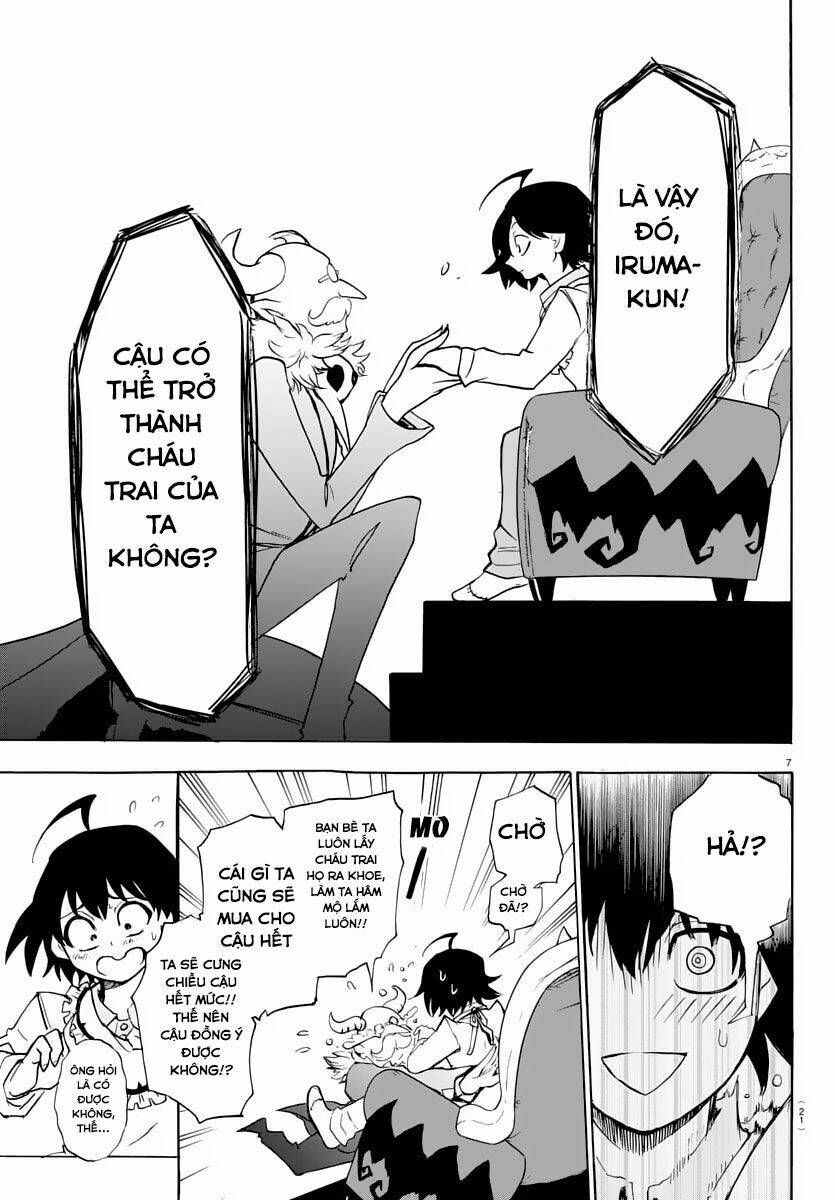 LÀ VẬY
ĐÓ,
IRUMA-
KUN!
CẬU CÓ
THỂ TRỞ
THÀNH
CHÁU
TRAI CỦA
TA
KHÔNG?
7
HẢ!?
CHỜ
CHỜ
ĐÃ!?
MÔ
BẠN BÈ TA
LUÔN LẤY
CHÁU TRAI
HỌ RA KHOE,
LÀM TA HÂM
MỘ LẮM
LUÔN!!
CÁI GÌ TA
CŨNG SẼ
MUA CHO
CẬU HẾT
TA SẼ CƯNG
CHIỀU CẬU
HẾT MỨC!!
THẾ NÊN
CẬU ĐỒNG Ý
ĐƯỢC
KHÔNG!?
ÔNG HỎI
LÀ CÓ
ĐƯỢC
KHÔNG,
THẾ...
21